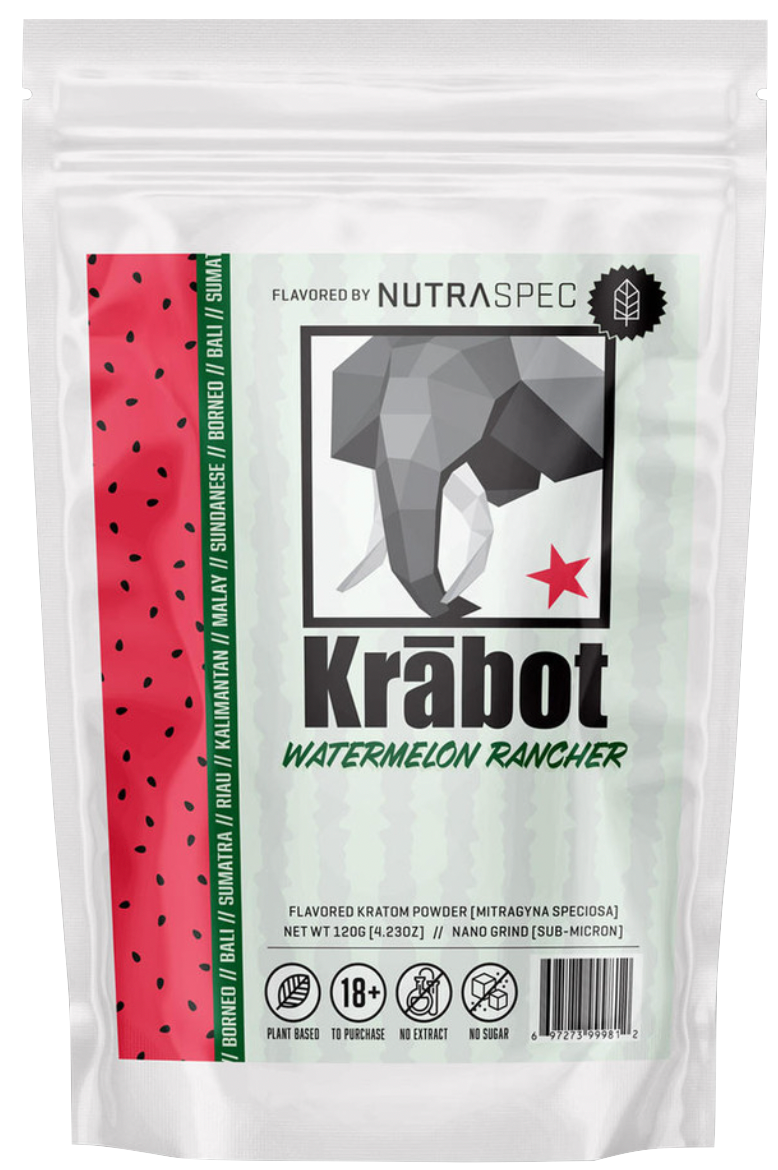 FLAVORED BY NUTRASPEC
Krābot
WATERMELON RANCHER
FLAVORED KRATOM POWDER [MITRAGYNA SPECIOSA]
NET WT 120G [4.23OZ] // NANO GRIND [SUB-MICRON]
PLANT BASED
18+
TO PURCHASE
NO EXTRACT
NO SUGAR
6 97273 99981 2
// BORNEO // BALI // SUMATRA // RIAU // KALIMANTAN // MALAY // SUNDANESE // BORNEO // BALI // SUMAT